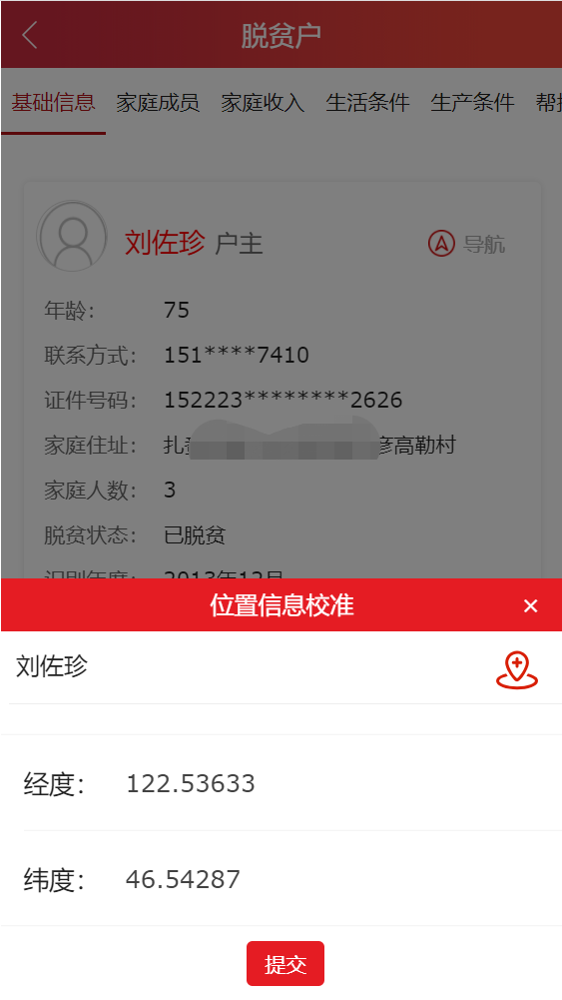 脱贫户
基础信息 家庭成员 家庭收入 生活条件 生产条件 帮
刘佐珍 户主 导航
年龄： 75
联系方式： 151****7410
证件号码： 152223********2626
家庭住址： 扎 彦高勒村
家庭人数： 3
脱贫状态： 已脱贫
识别年度： 2013年12月
位置信息校准 ×
刘佐珍
经度： 122.53633
纬度： 46.54287
提交